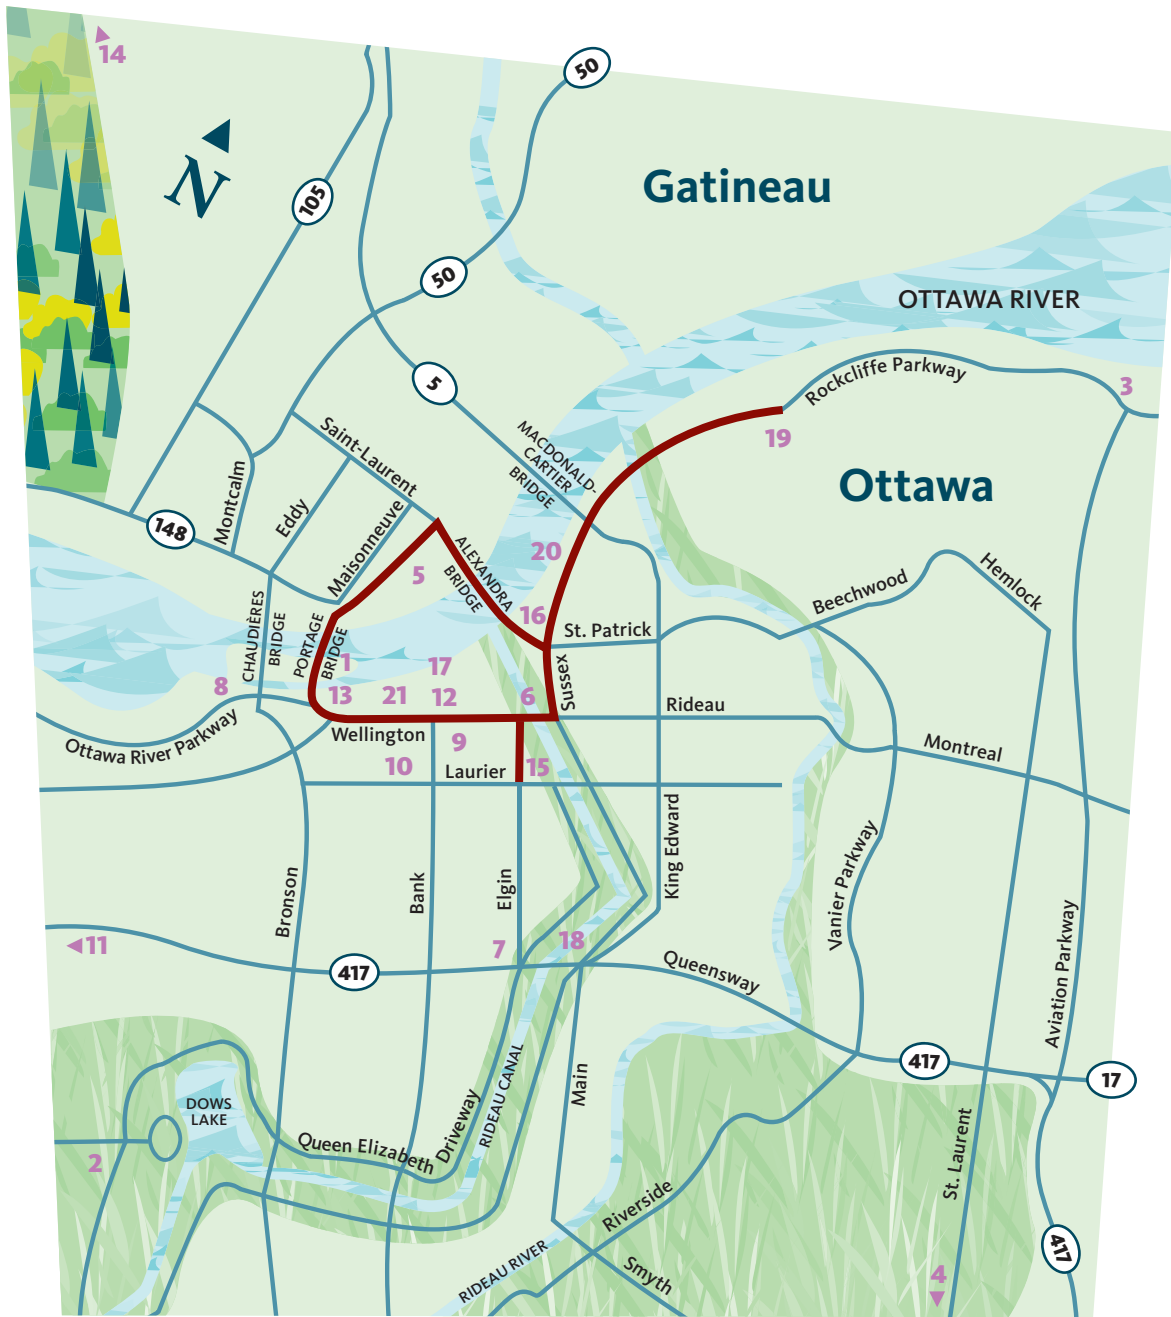 14
50
N
105
Gatineau
50
OTTAWA RIVER
5
Rockcliffe Parkway
3
MACDONALD-
CARTIER
BRIDGE
19
Saint-Laurent
Ottawa
Montcalm
Eddy
148
Maisonneuve
ALEXANDRA
BRIDGE
20
5
Hemlock
Beechwood
16
St. Patrick
CHAUDIÈRES
BRIDGE
PORTAGE
BRIDGE
1
17
Sussex
8
13
21
12
6
Rideau
Ottawa River Parkway
Wellington
9
Montreal
10
Laurier
15
King Edward
Bronson
Bank
Elgin
Vanier Parkway
Aviation Parkway
11
7
18
417
Queensway
417
17
DOWS
LAKE
RIDEAU CANAL
Main
Queen Elizabeth
Driveway
2
St. Laurent
Riverside
417
RIDEAU RIVER
Smyth
4